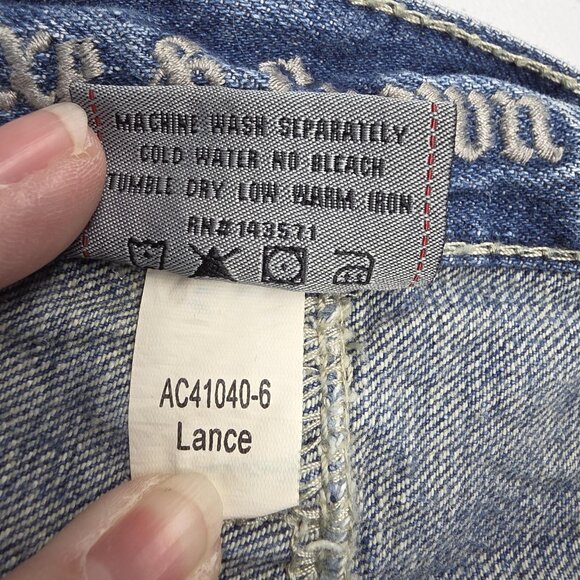 MACHINE WASH SEPARATELY
COLD WATER NO BLEACH
TUMBLE DRY LOW WARM IRON
RN#143571
AC41040-6
Lance